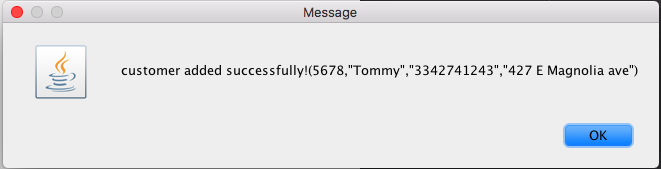 Message
customer added successfully!(5678,"Tommy","3342741243","427 E Magnolia ave")
OK